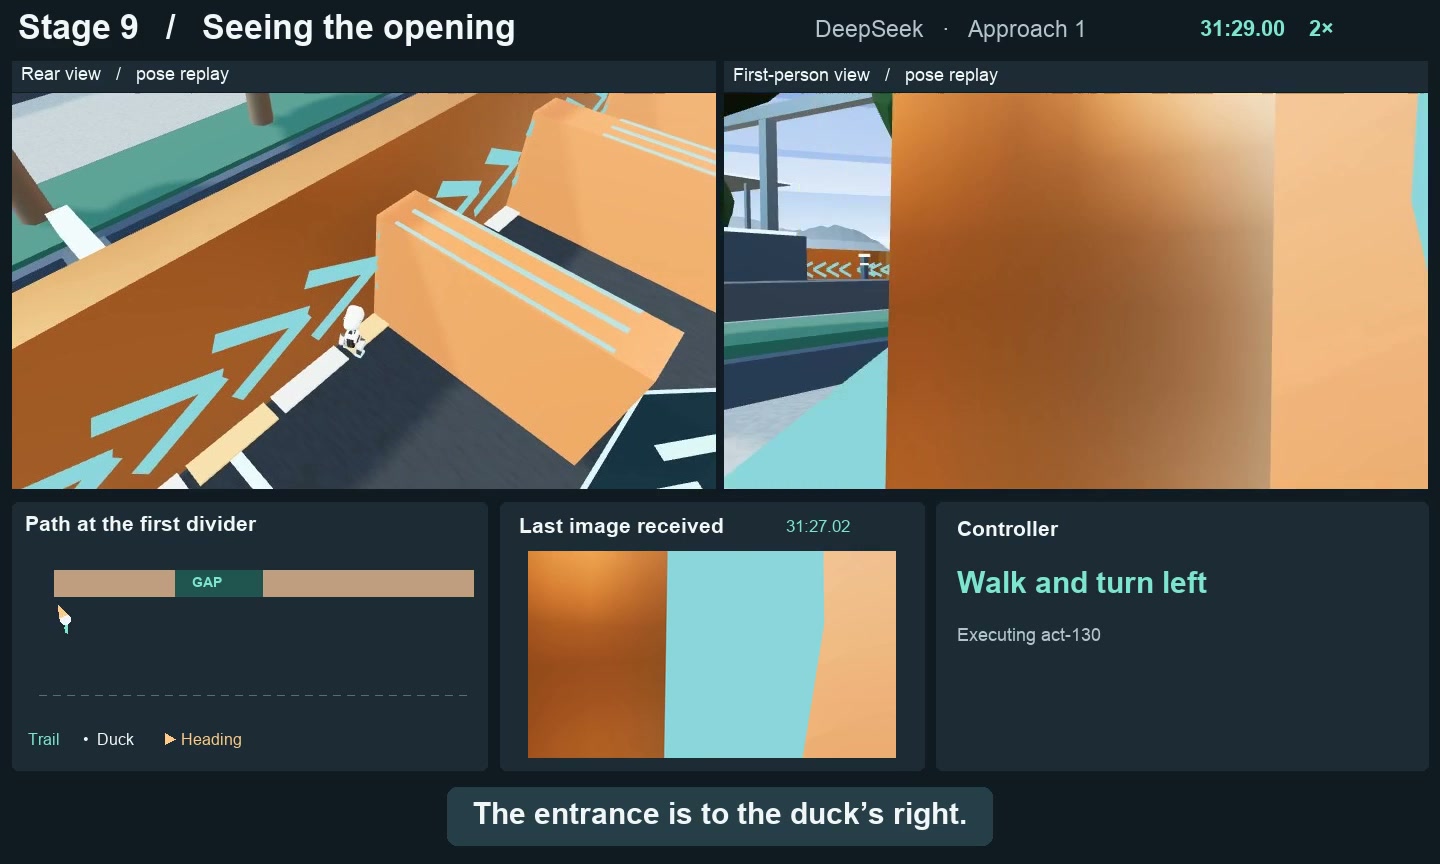 Stage 9 / Seeing the opening
DeepSeek · Approach 1
31:29.00 2×
Rear view / pose replay
First-person view / pose replay
Path at the first divider
GAP
Trail • Duck ▶ Heading
Last image received 31:27.02
Controller
Walk and turn left
Executing act-130
The entrance is to the duck’s right.